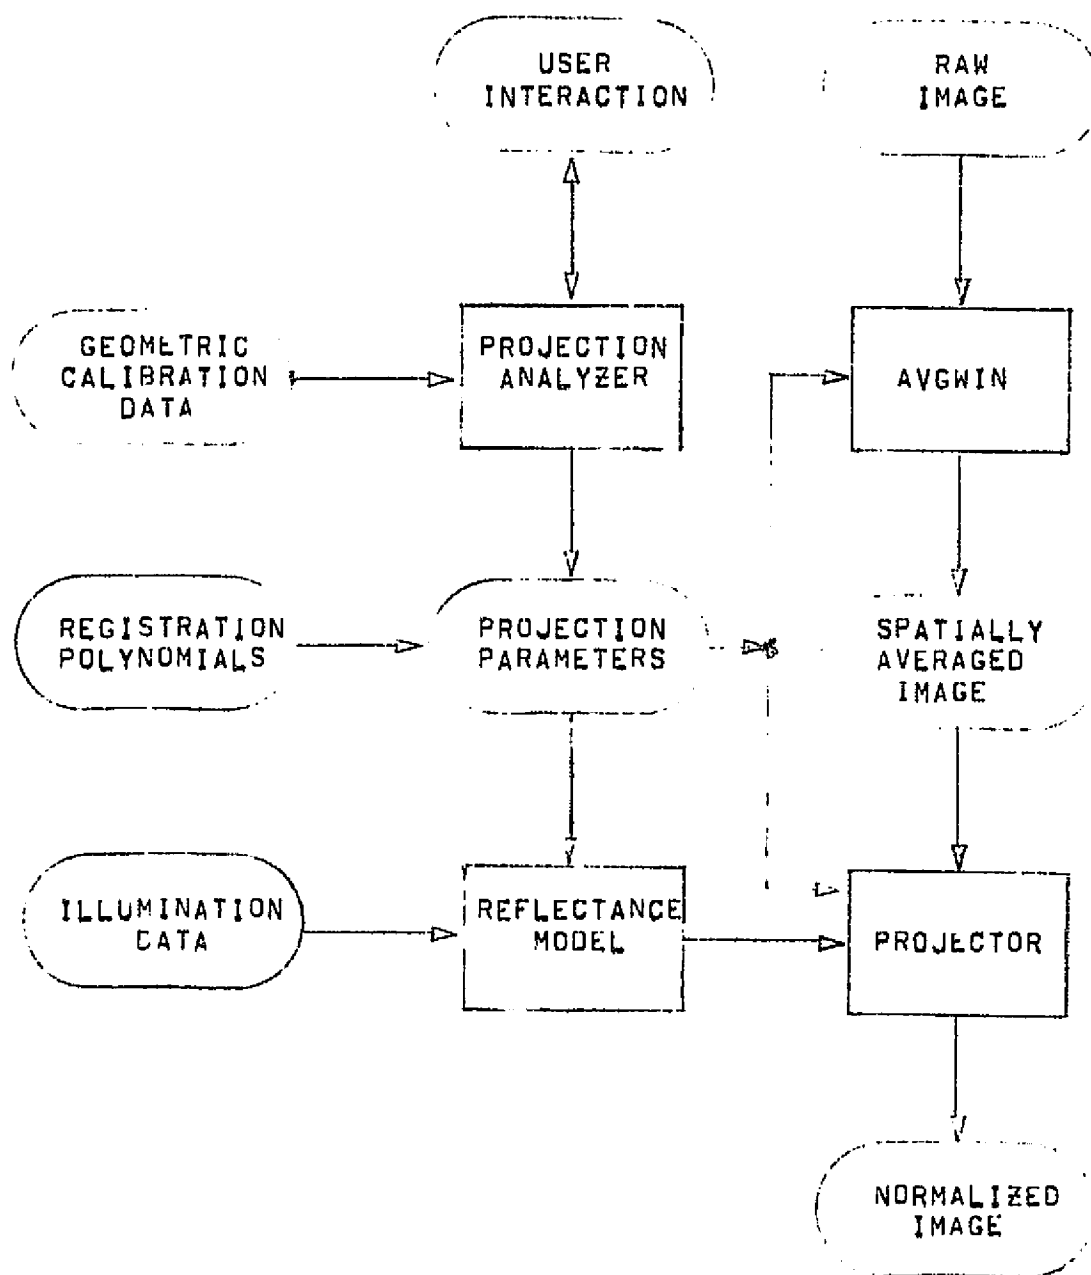 USER
INTERACTION
RAW
IMAGE
GEOMETRIC
CALIBRATION
DATA
PROJECTION
ANALYZER
AVGWIN
REGISTRATION
POLYNOMIALS
PROJECTION
PARAMETERS
SPATIALLY
AVERAGED
IMAGE
ILLUMINATION
DATA
REFLECTANCE
MODEL
PROJECTOR
NORMALIZED
IMAGE